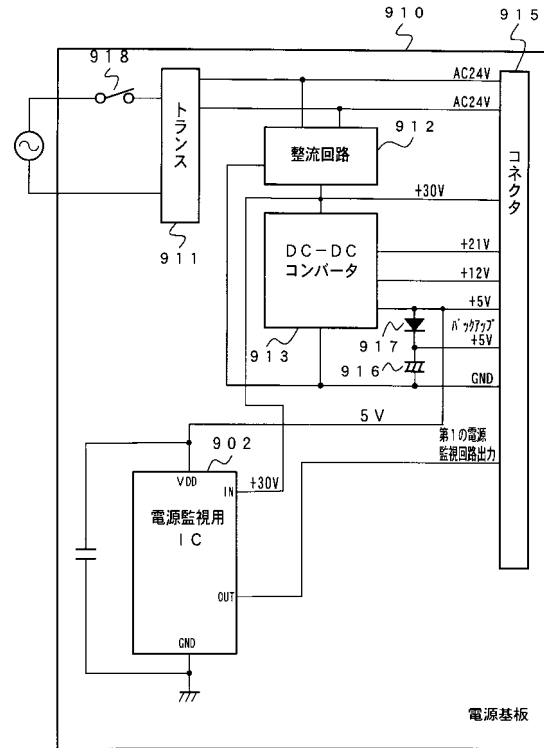 910
915
918
AC24V
AC24V
トランス
整流回路
912
コネクタ
+30V
911
DC-DC
コンバータ
+21V
+12V
+5V
913
917
バックアップ
+5V
916
GND
5V
第1の電源
監視回路出力
902
VDD
IN
+30V
電源監視用
IC
OUT
GND
電源基板